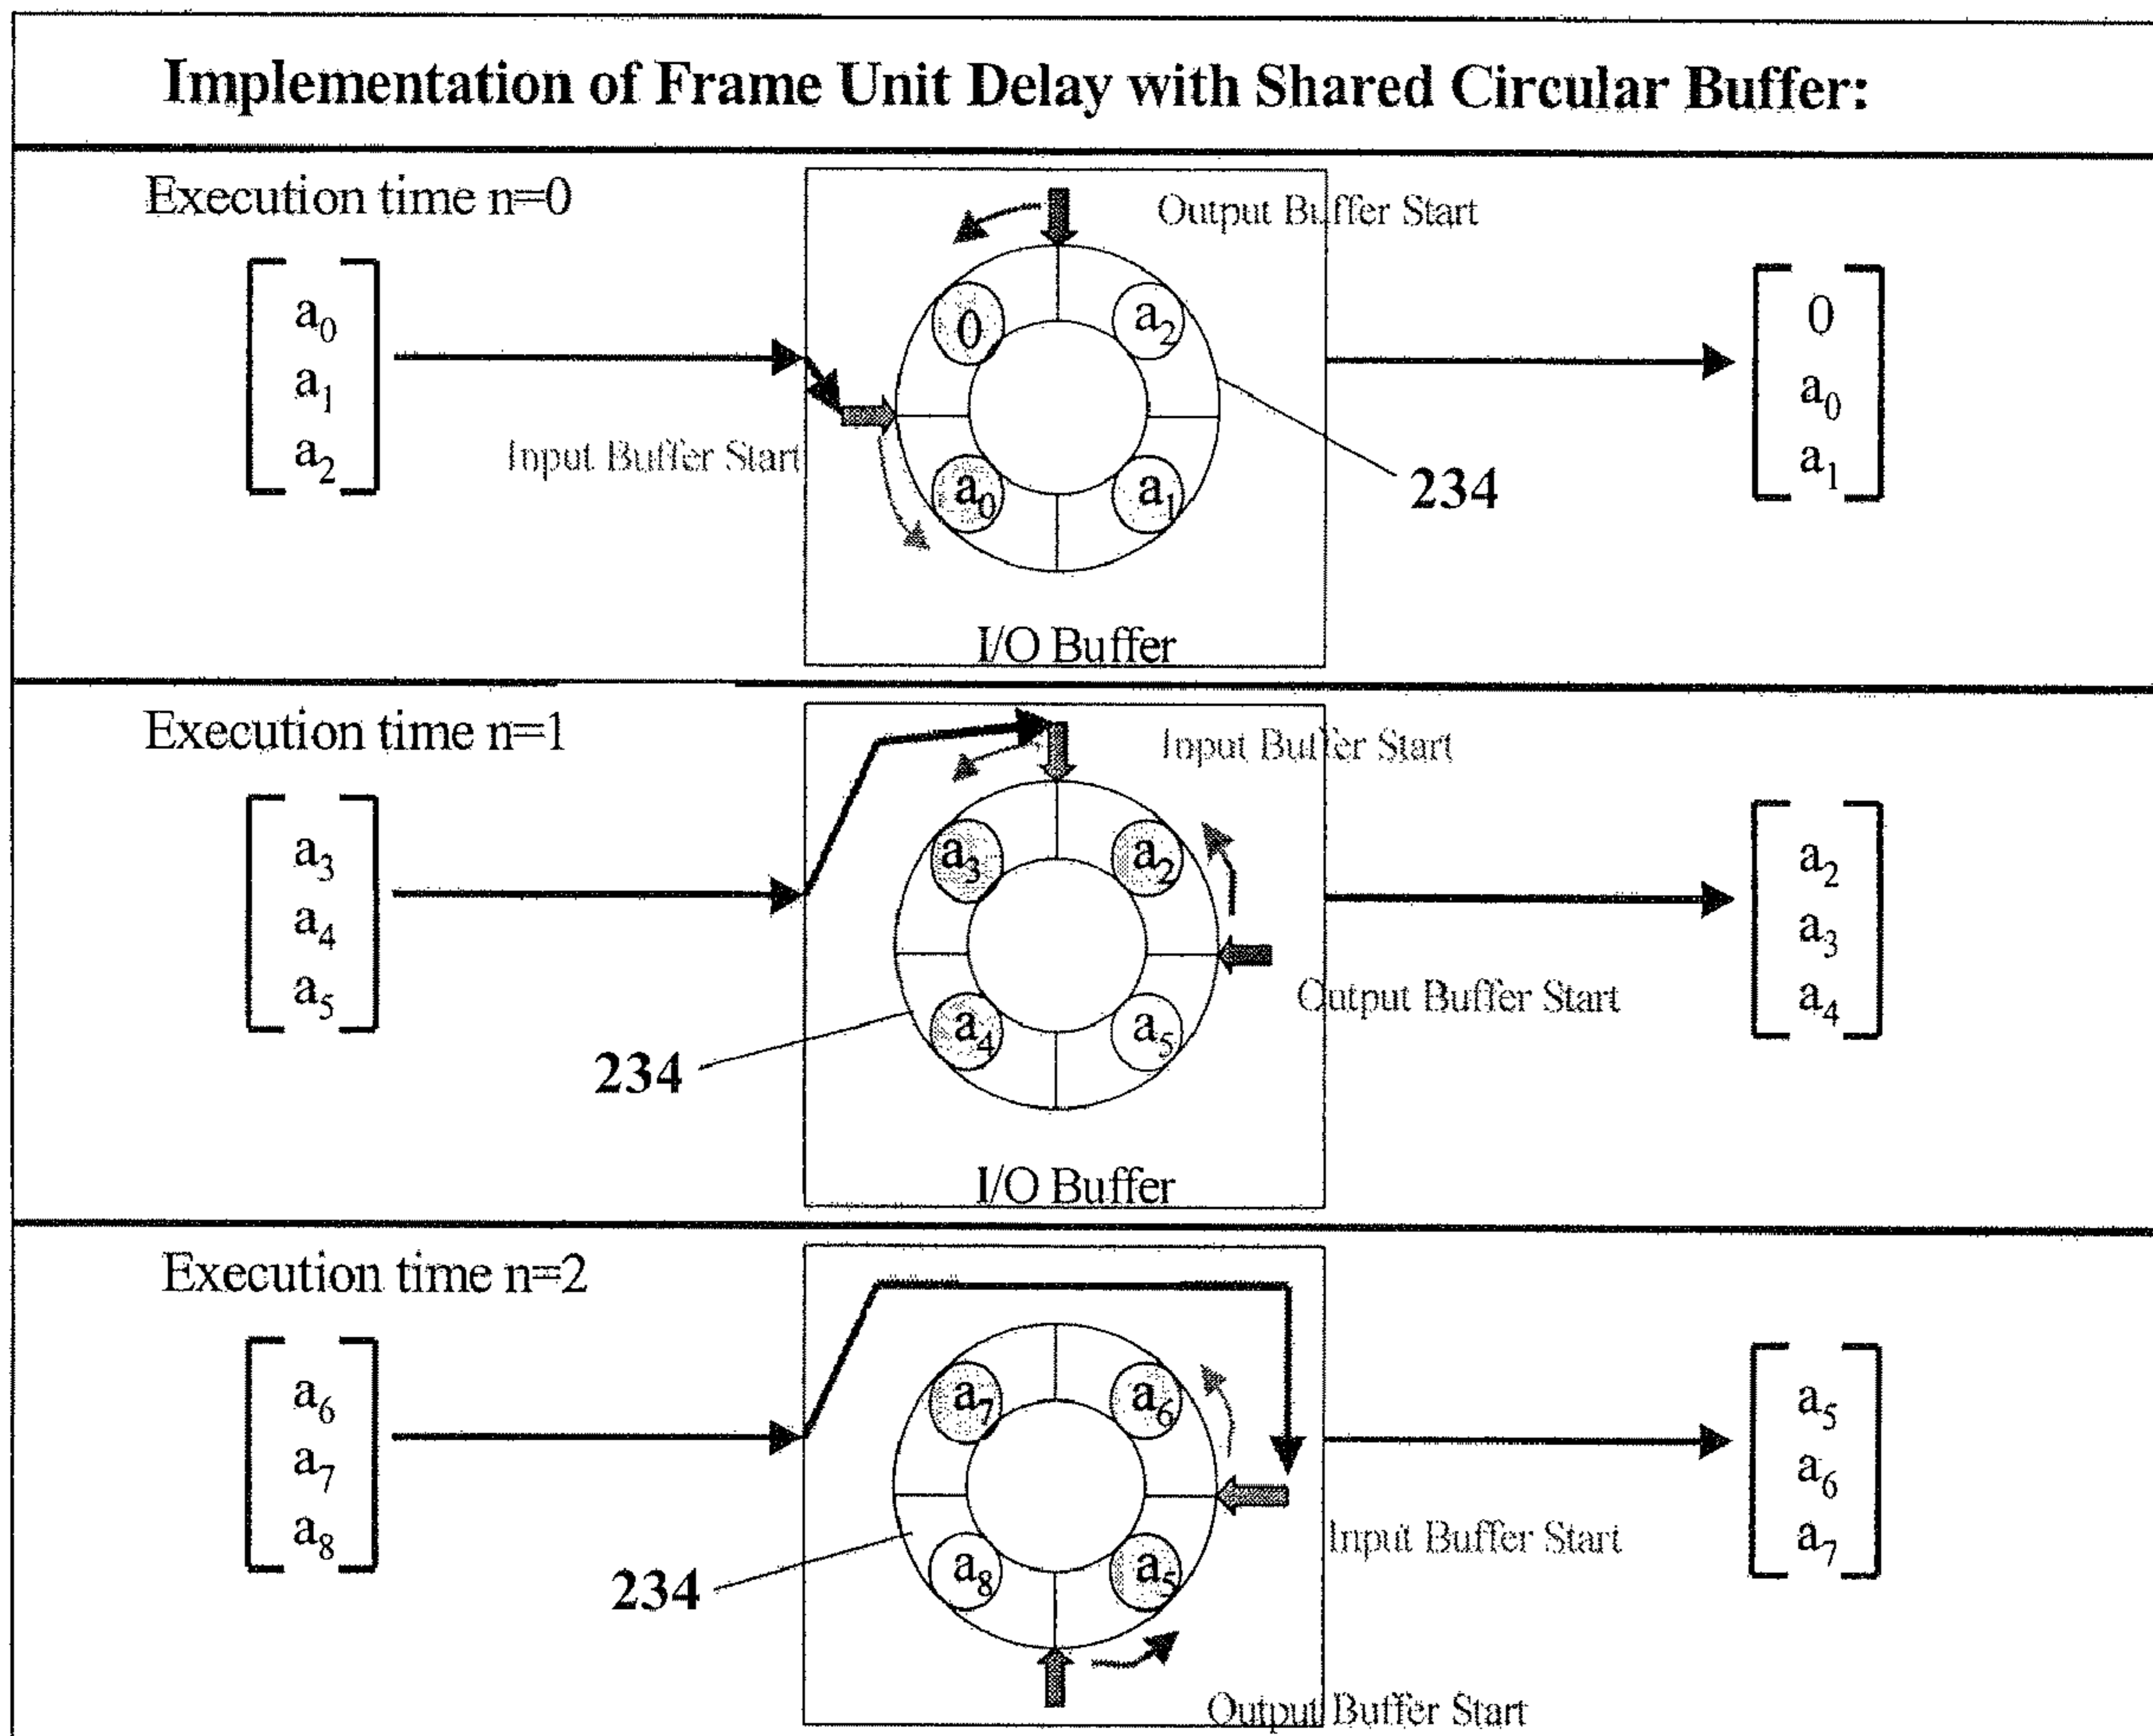 Implementation of Frame Unit Delay with Shared Circular Buffer:
Execution time n=0
Output Buffer Start
a0
a1
a2
Input Buffer Start
0
a2
a0
a1
234
0
a0
a1
I/O Buffer
Execution time n=1
Input Buffer Start
a3
a4
a5
a3
a2
a4
a5
Output Buffer Start
234
a2
a3
a4
I/O Buffer
Execution time n=2
a6
a7
a8
a7
a6
a8
a5
Input Buffer Start
234
Output Buffer Start
a5
a6
a7